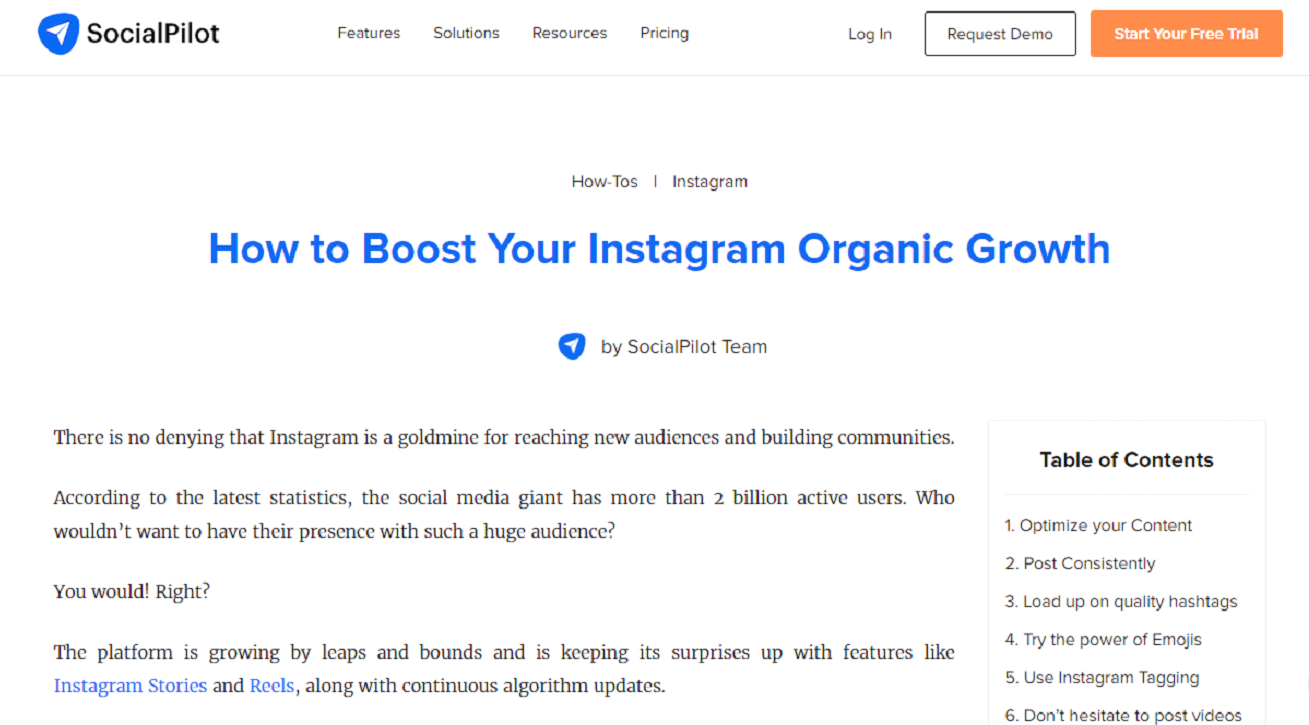 SocialPilot
Features Solutions Resources Pricing
Log In Request Demo Start Your Free Trial
How-Tos | Instagram
How to Boost Your Instagram Organic Growth
by SocialPilot Team
There is no denying that Instagram is a goldmine for reaching new audiences and building communities.
According to the latest statistics, the social media giant has more than 2 billion active users. Who
wouldn’t want to have their presence with such a huge audience?
You would! Right?
The platform is growing by leaps and bounds and is keeping its surprises up with features like
Instagram Stories and Reels, along with continuous algorithm updates.
Table of Contents
1. Optimize your Content
2. Post Consistently
3. Load up on quality hashtags
4. Try the power of Emojis
5. Use Instagram Tagging
6. Don’t hesitate to post videos